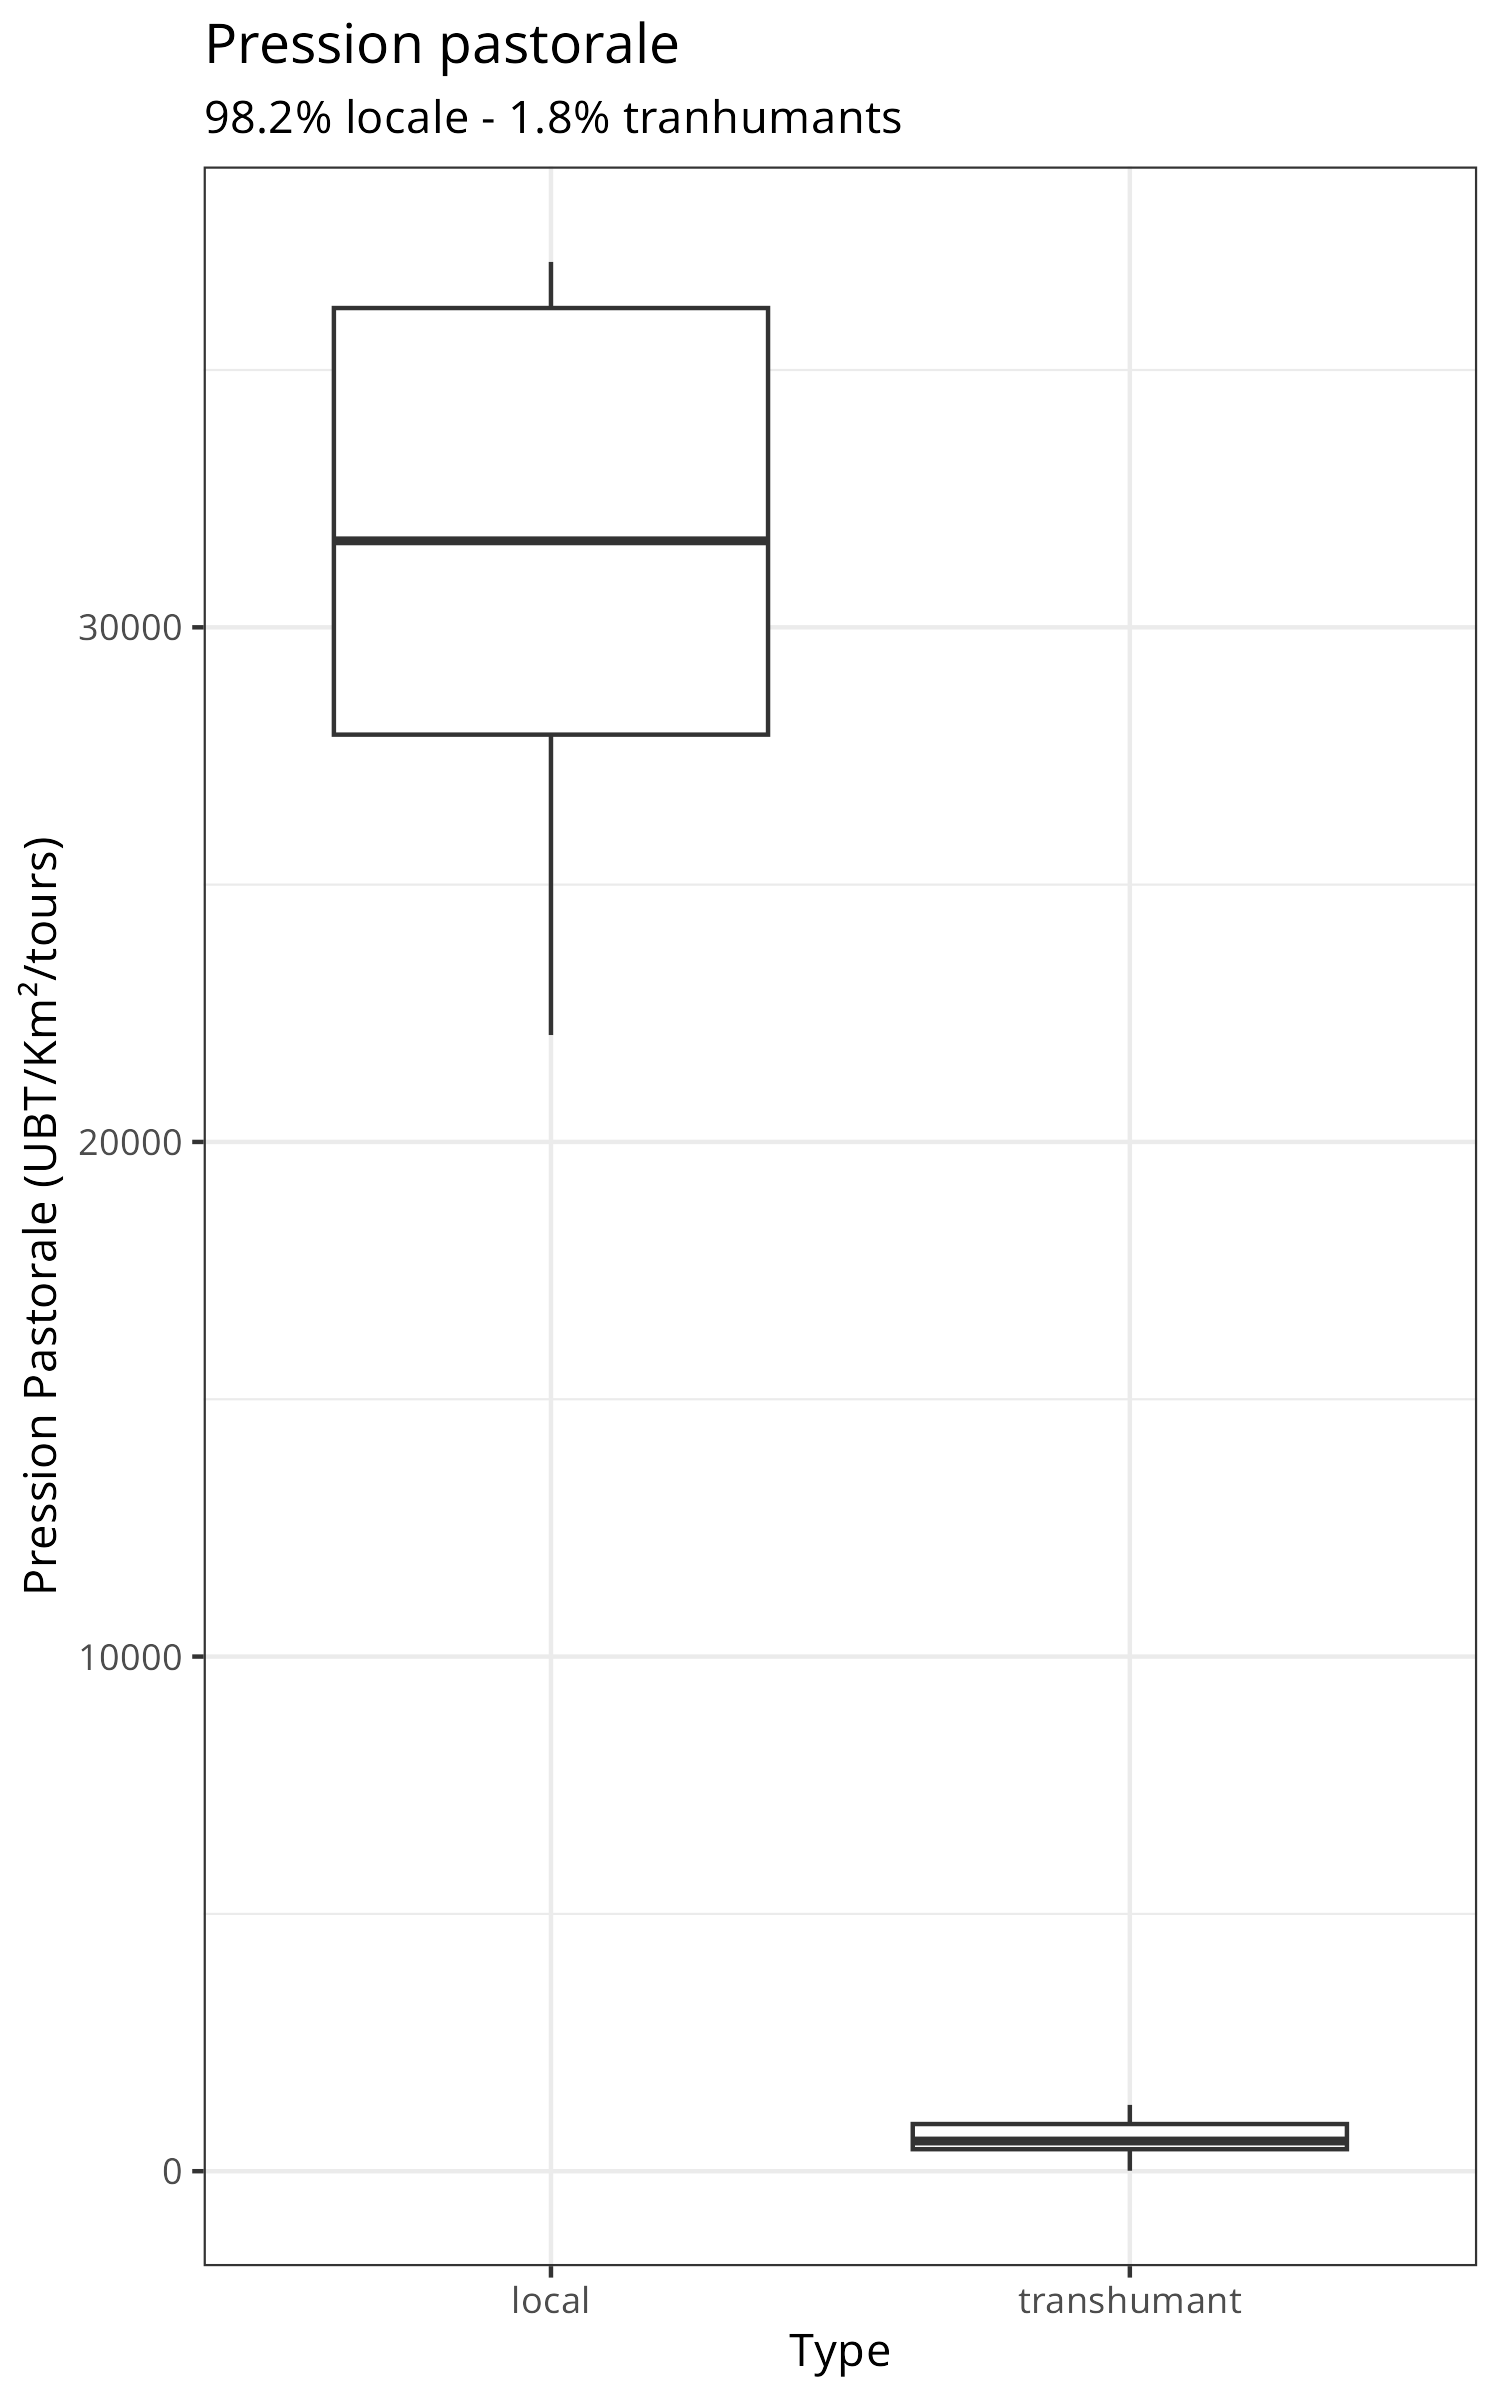 Pression pastorale
98.2% locale - 1.8% tranhumants
Pression Pastorale (UBT/Km²/tours)
30000
20000
10000
0
local
transhumant
Type